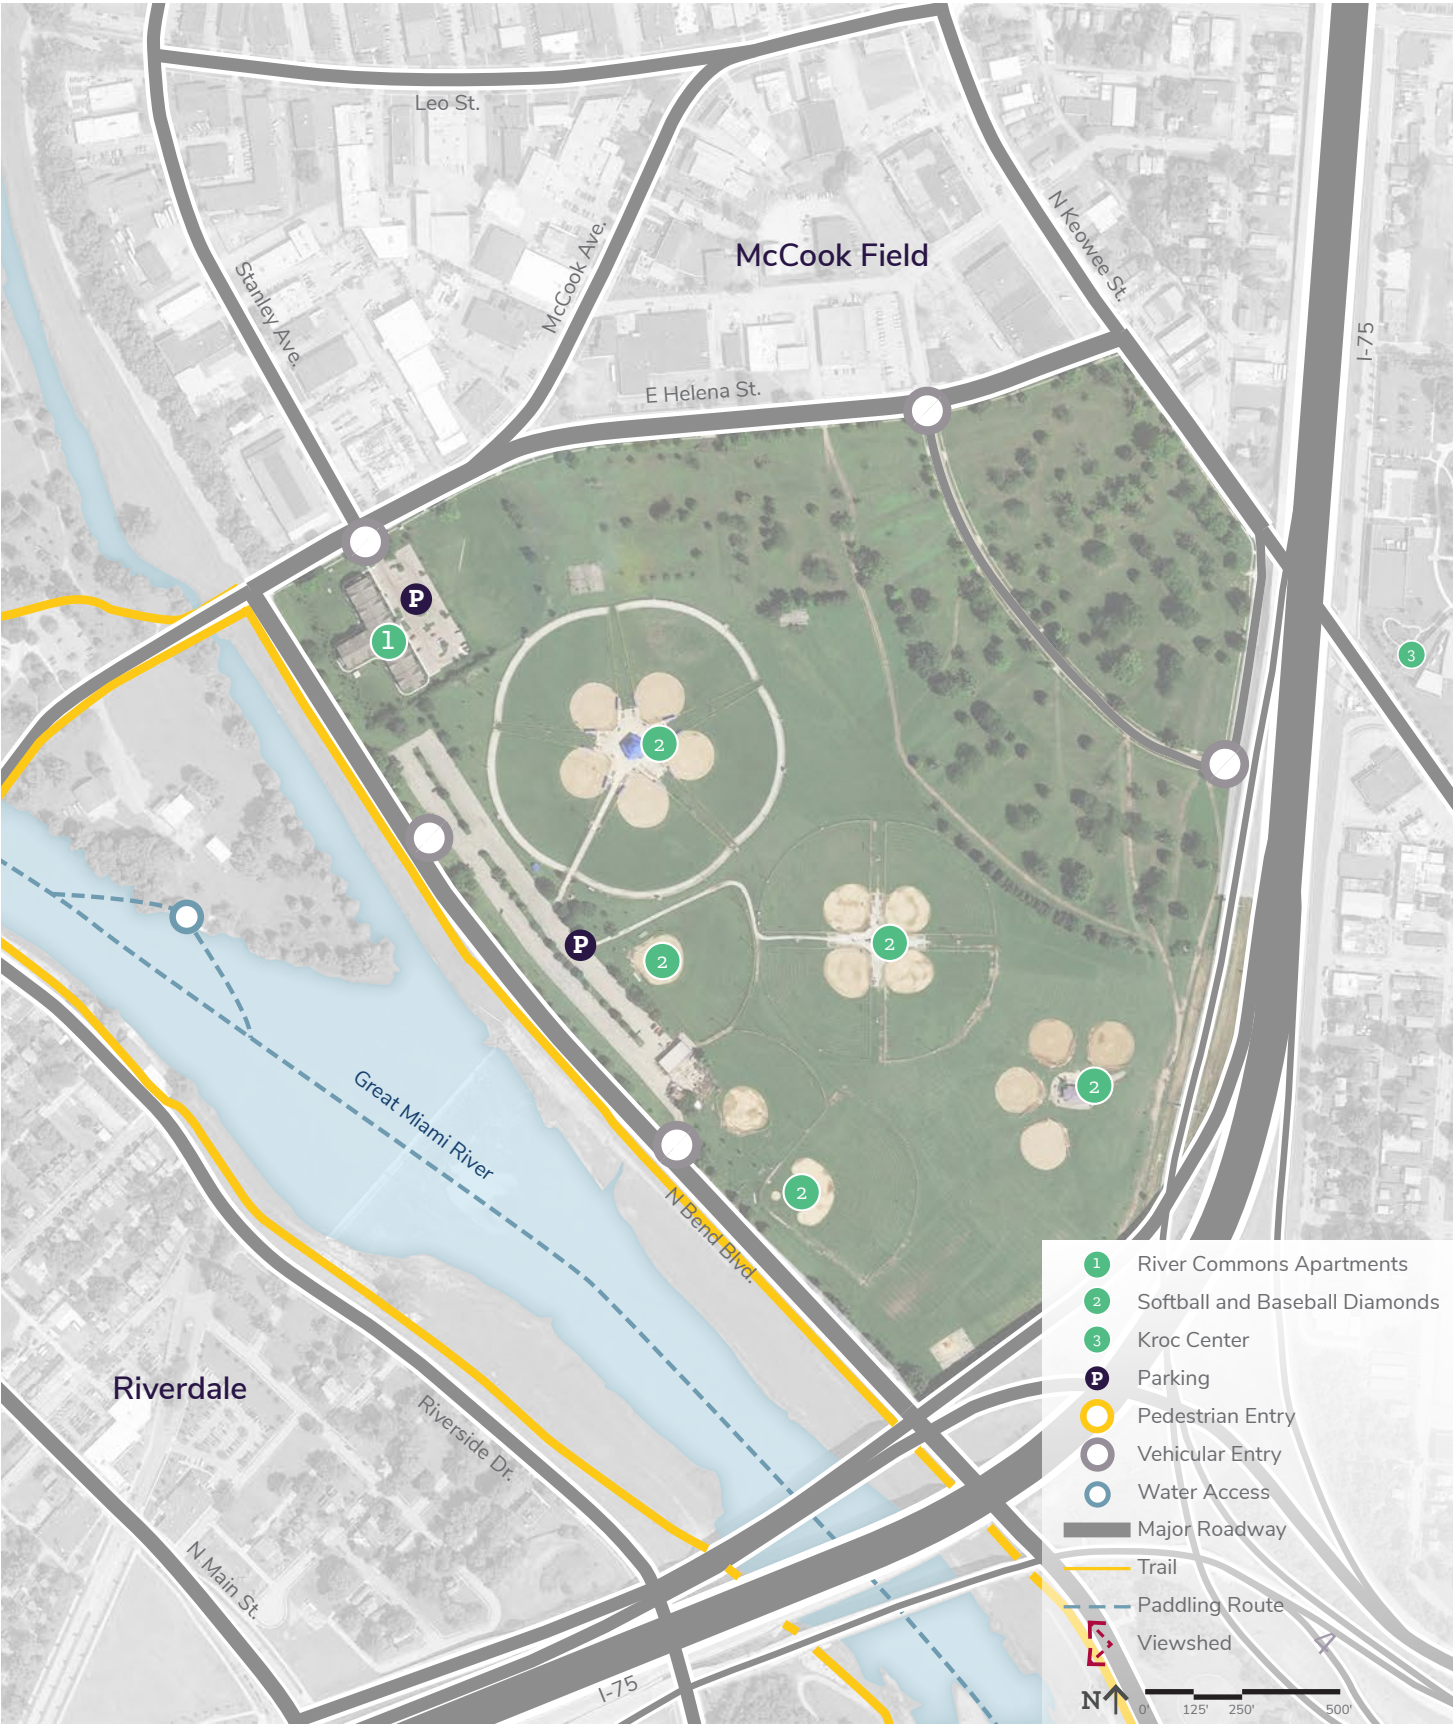 Leo St.
Stanley Ave.
McCook Ave.
McCook Field
N Keowee St.
I-75
E Helena St.
P
1
3
2
2
P
2
2
Great Miami River
2
N Bend Blvd.
Riverdale
Riverside Dr.
N Main St.
I-75
1 River Commons Apartments
2 Softball and Baseball Diamonds
3 Kroc Center
P Parking
Pedestrian Entry
Vehicular Entry
Water Access
Major Roadway
Trail
Paddling Route
Viewshed
N
0' 125' 250' 500'